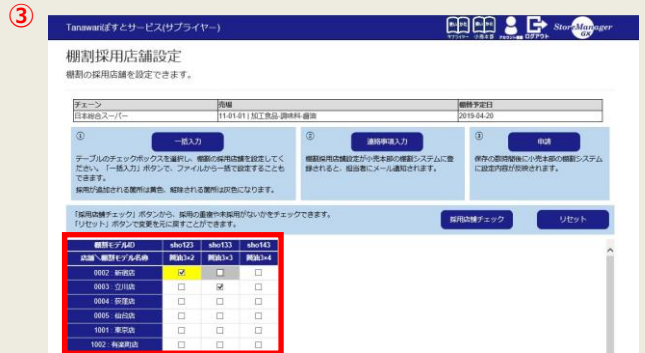 ③
Tanawariぱすとサービス(サプライヤー)
アカウント情報 ログアウト StoreManager GX
棚割採用店舗設定
棚割の採用店舗を設定できます。
チェーン 売場 棚替予定日
日本総合スーパー 11-01-01 | 加工食品-調味料-醤油 2019-04-20
① 一括入力
テーブルのチェックボックスを選択し、棚割の採用店舗を設定してください。「一括入力」ボタンで、ファイルから一括で設定することもできます。
採用が追加される箇所は黄色、解除される箇所は灰色になります。
② 連絡事項入力
棚割採用店舗設定が小売本部の棚割システムに登録されると、担当者にメール通知されます。
③ 申請
保存の数時間後に小売本部の棚割システムに設定内容が反映されます。
「採用店舗チェック」ボタンから、採用の重複や未採用がないかをチェックできます。
「リセット」ボタンで変更を元に戻すことができます。
採用店舗チェック リセット
棚割モデルID sho123 sho133 sho143
店舗＼棚割モデル名称 醤油3×2 醤油3×3 醤油3×4
0002：新宿店
0003：立川店
0004：荻窪店
0005：仙台店
1001：東京店
1002：有楽町店